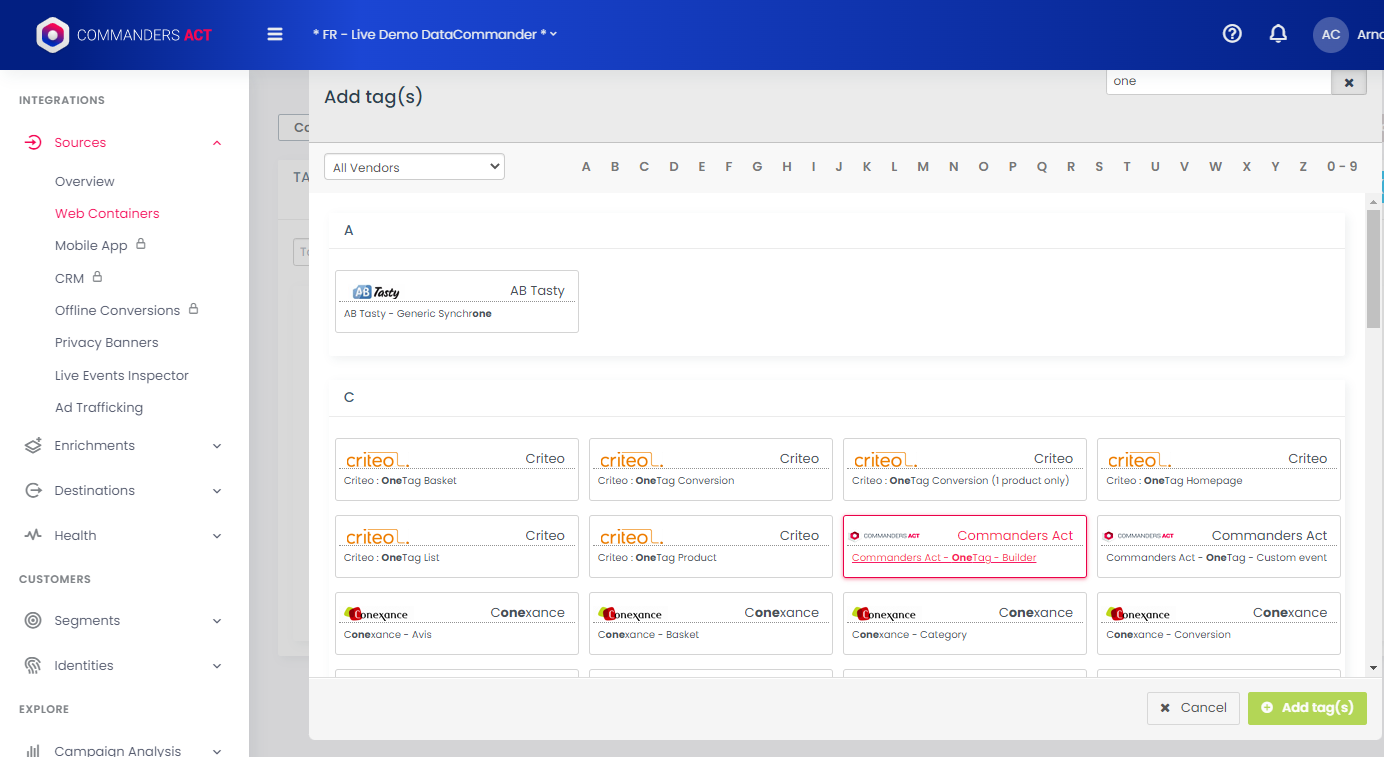 COMMANDERS ACT
* FR - Live Demo DataCommander *
AC
INTEGRATIONS
Sources
Overview
Web Containers
Mobile App
CRM
Offline Conversions
Privacy Banners
Live Events Inspector
Ad Trafficking
Enrichments
Destinations
Health
CUSTOMERS
Segments
Identities
EXPLORE
Campaign Analysis
Add tag(s)
one
All Vendors
A B C D E F G H I J K L M N O P Q R S T U V W X Y Z 0 - 9
A
AB Tasty AB Tasty
AB Tasty - Generic Synchrone
C
criteo Criteo
Criteo : OneTag Basket
criteo Criteo
Criteo : OneTag Conversion
criteo Criteo
Criteo : OneTag Conversion (1 product only)
criteo Criteo
Criteo : OneTag Homepage
criteo Criteo
Criteo : OneTag List
criteo Criteo
Criteo : OneTag Product
COMMANDERS ACT Commanders Act
Commanders Act - OneTag - Builder
COMMANDERS ACT Commanders Act
Commanders Act - OneTag - Custom event
Conexance Conexance
Conexance - Avis
Conexance Conexance
Conexance - Basket
Conexance Conexance
Conexance - Category
Conexance Conexance
Conexance - Conversion
Cancel
Add tag(s)